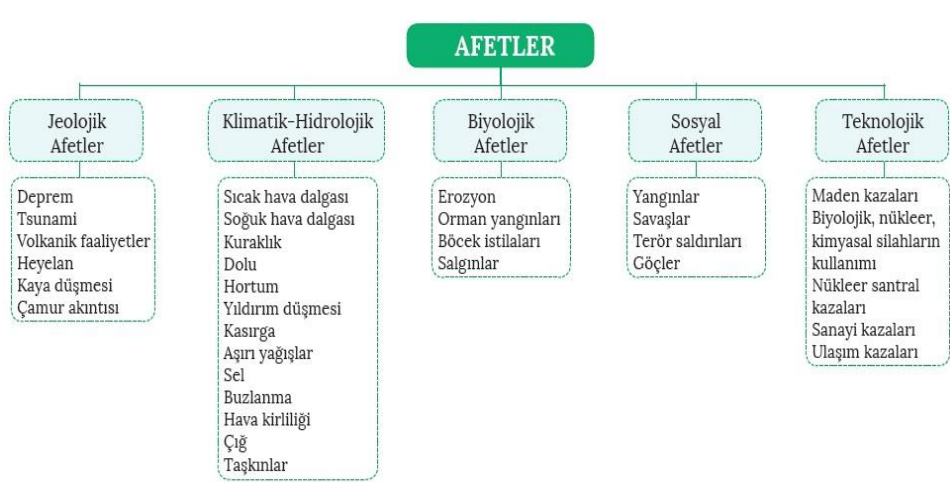 AFETLER
Jeolojik
Afetler
Deprem
Tsunami
Volkanik faaliyetler
Heyelan
Kaya düşmesi
Çamur akıntısı
Klimatik-Hidrolojik
Afetler
Sıcak hava dalgası
Soğuk hava dalgası
Kuraklık
Dolu
Hortum
Yıldırım düşmesi
Kasırga
Aşırı yağışlar
Sel
Buzlanma
Hava kirliliği
Çığ
Taşkınlar
Biyolojik
Afetler
Erozyon
Orman yangınları
Böcek istilaları
Salgınlar
Sosyal
Afetler
Yangınlar
Savaşlar
Terör saldırıları
Göçler
Teknolojik
Afetler
Maden kazaları
Biyolojik, nükleer,
kimyasal silahların
kullanımı
Nükleer santral
kazaları
Sanayi kazaları
Ulaşım kazaları